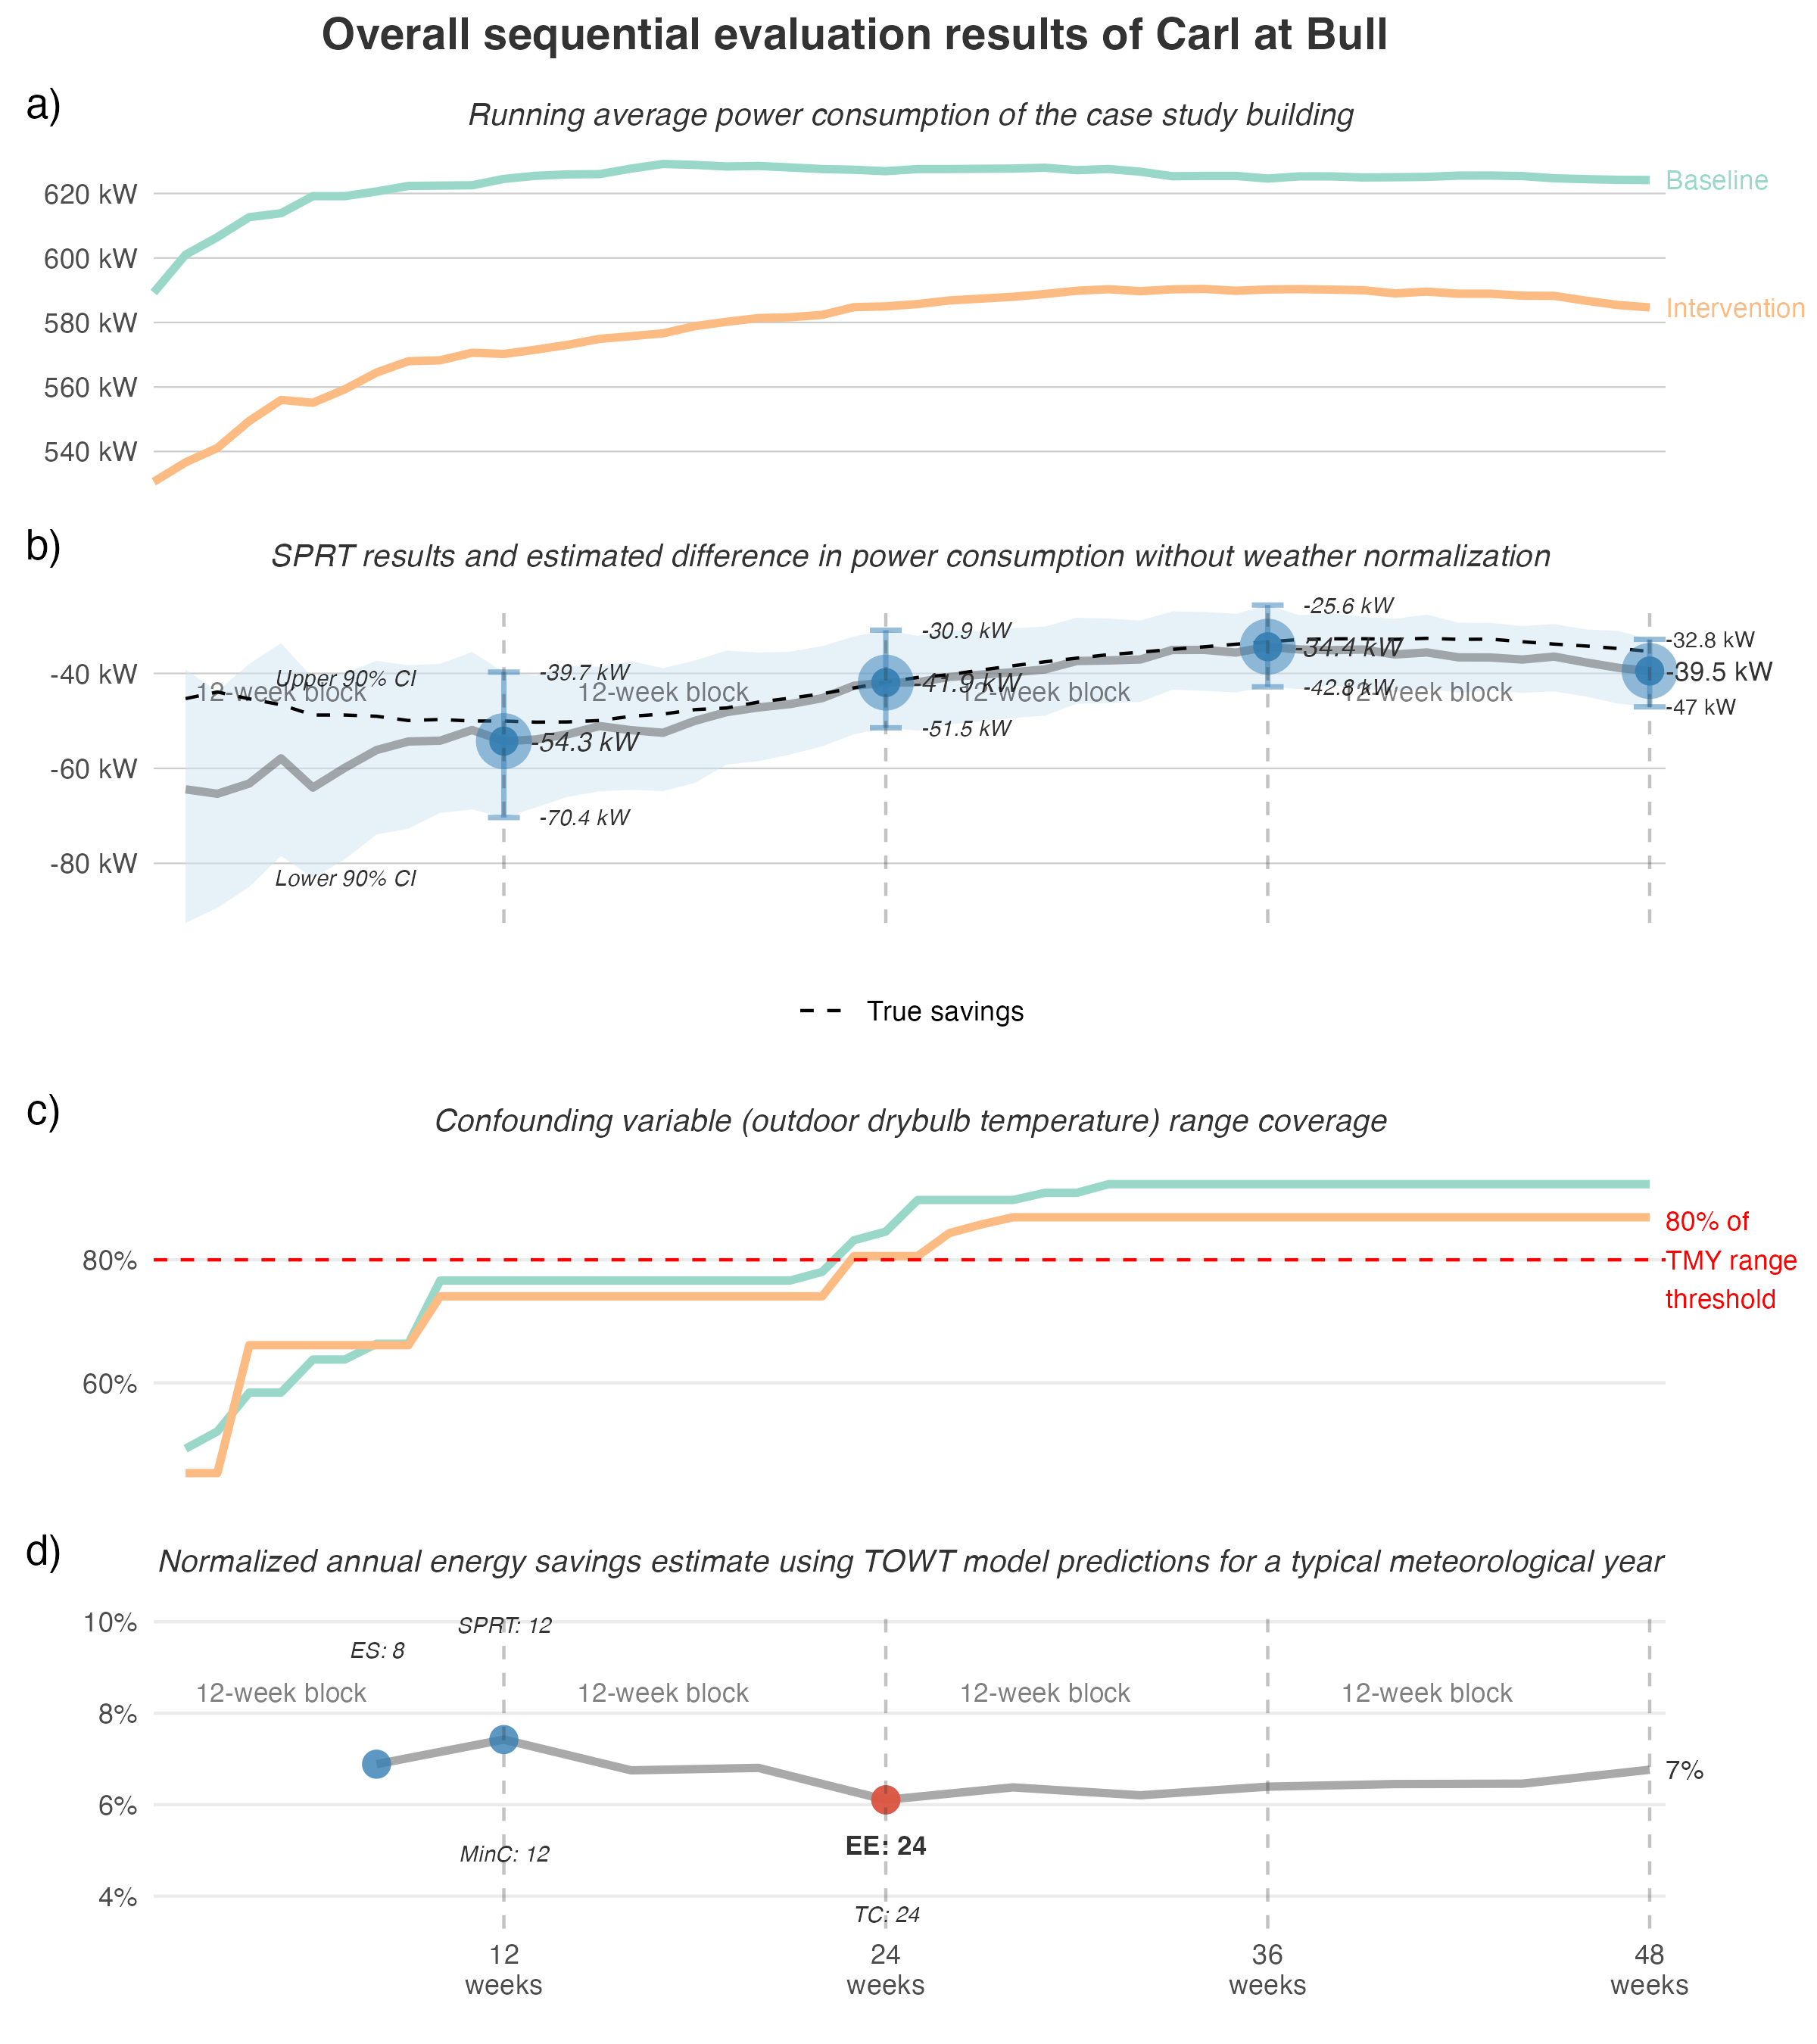 Overall sequential evaluation results of Carl at Bull
a)
Running average power consumption of the case study building
620 kW
600 kW
580 kW
560 kW
540 kW
Baseline
Intervention
b)
SPRT results and estimated difference in power consumption without weather normalization
-40 kW
-60 kW
-80 kW
Upper 90% CI
Lower 90% CI
12-week block
12-week block
12-week block
12-week block
-39.7 kW
-54.3 kW
-70.4 kW
-30.9 kW
-41.9 kW
-51.5 kW
-25.6 kW
-34.4 kW
-42.8 kW
-32.8 kW
-39.5 kW
-47 kW
True savings
c)
Confounding variable (outdoor drybulb temperature) range coverage
80%
60%
80% of
TMY range
threshold
d)
Normalized annual energy savings estimate using TOWT model predictions for a typical meteorological year
10%
8%
6%
4%
SPRT: 12
ES: 8
12-week block
12-week block
12-week block
12-week block
7%
MinC: 12
EE: 24
TC: 24
12
weeks
24
weeks
36
weeks
48
weeks